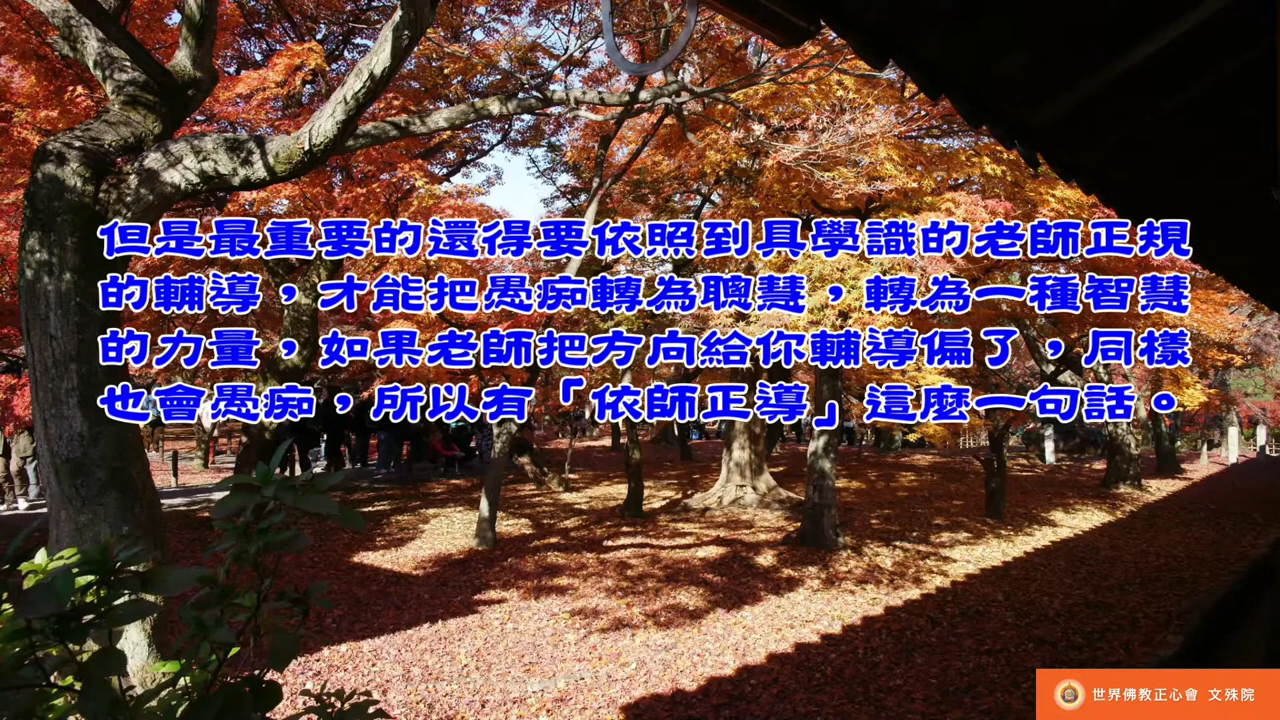 但是最重要的還得要依照到具學識的老師正規
的輔導，才能把愚痴轉為聰慧，轉為一種智慧
的力量，如果老師把方向給你輔導偏了，同樣
也會愚痴，所以有「依師正導」這麼一句話。
世界佛教正心會 文殊院